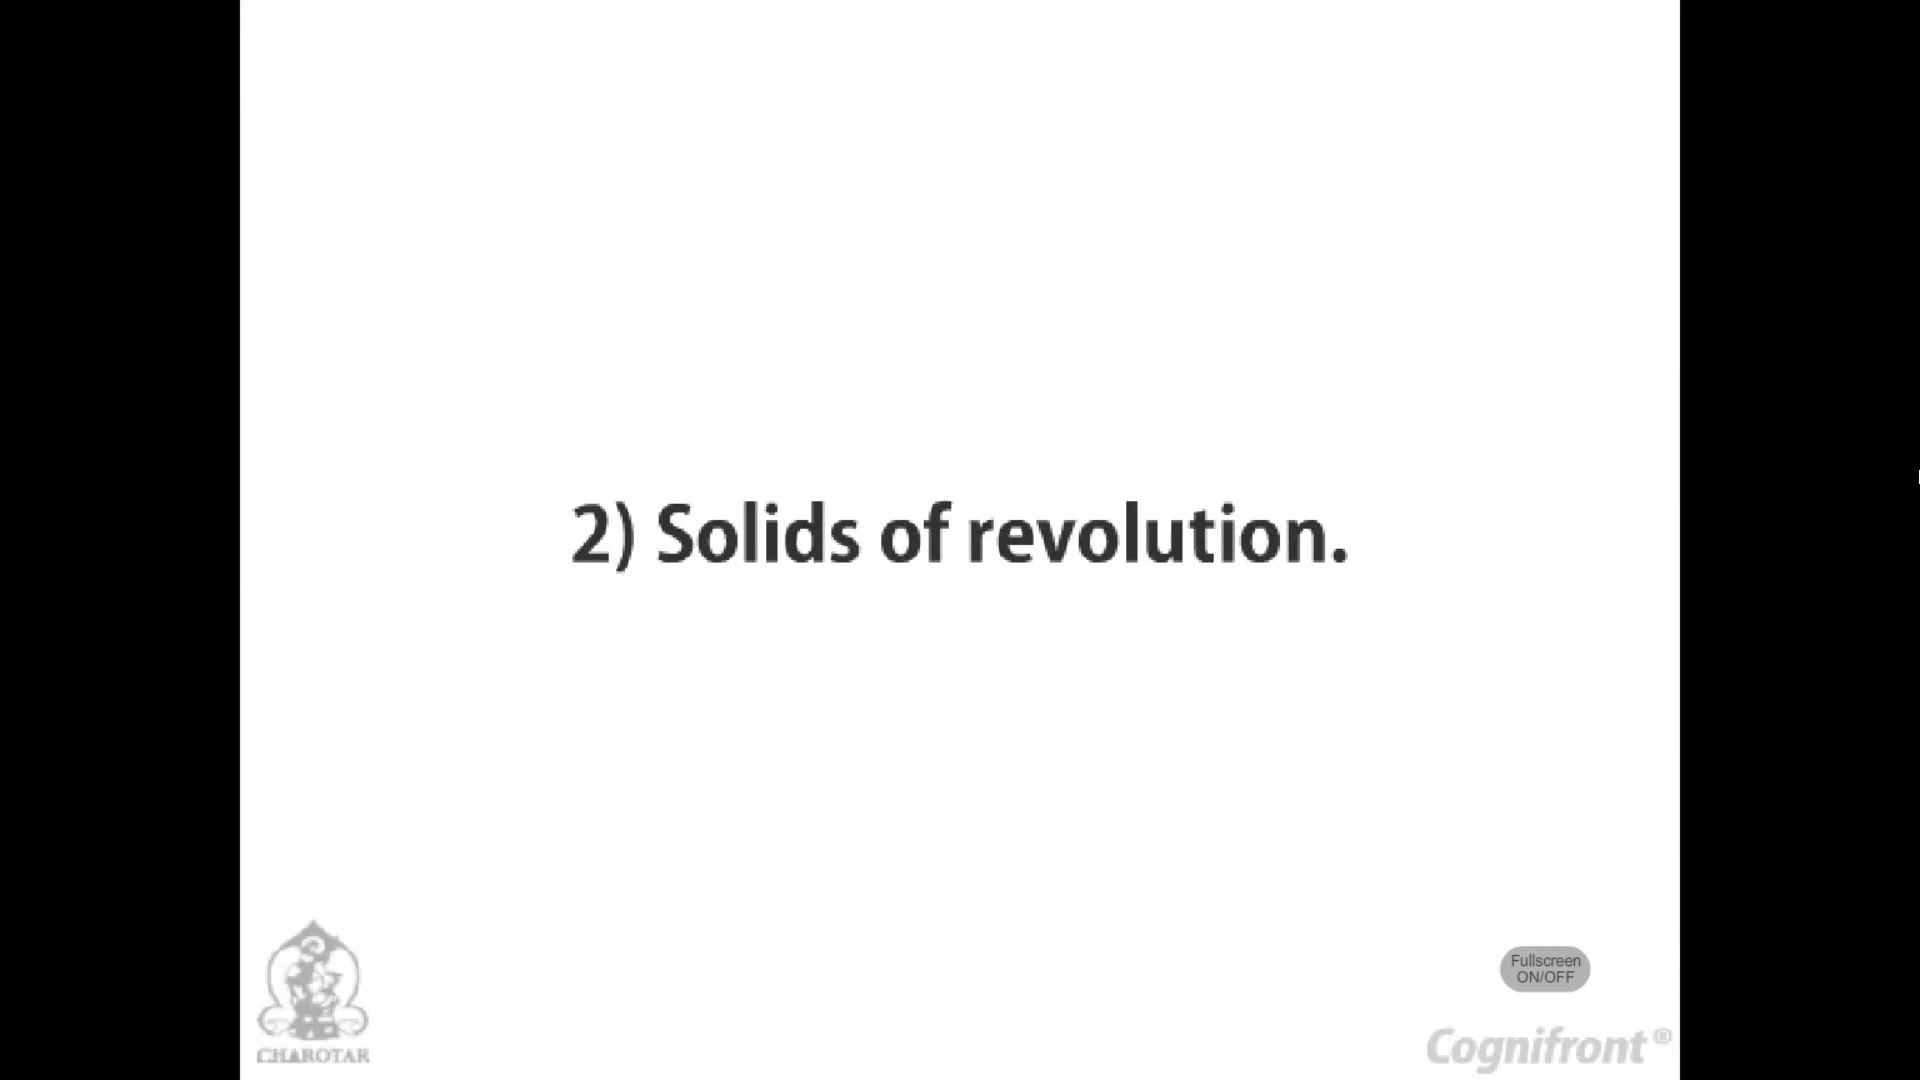 2) Solids of revolution.
Fullscreen
ON/OFF
CHAROTAR
Cognifront®